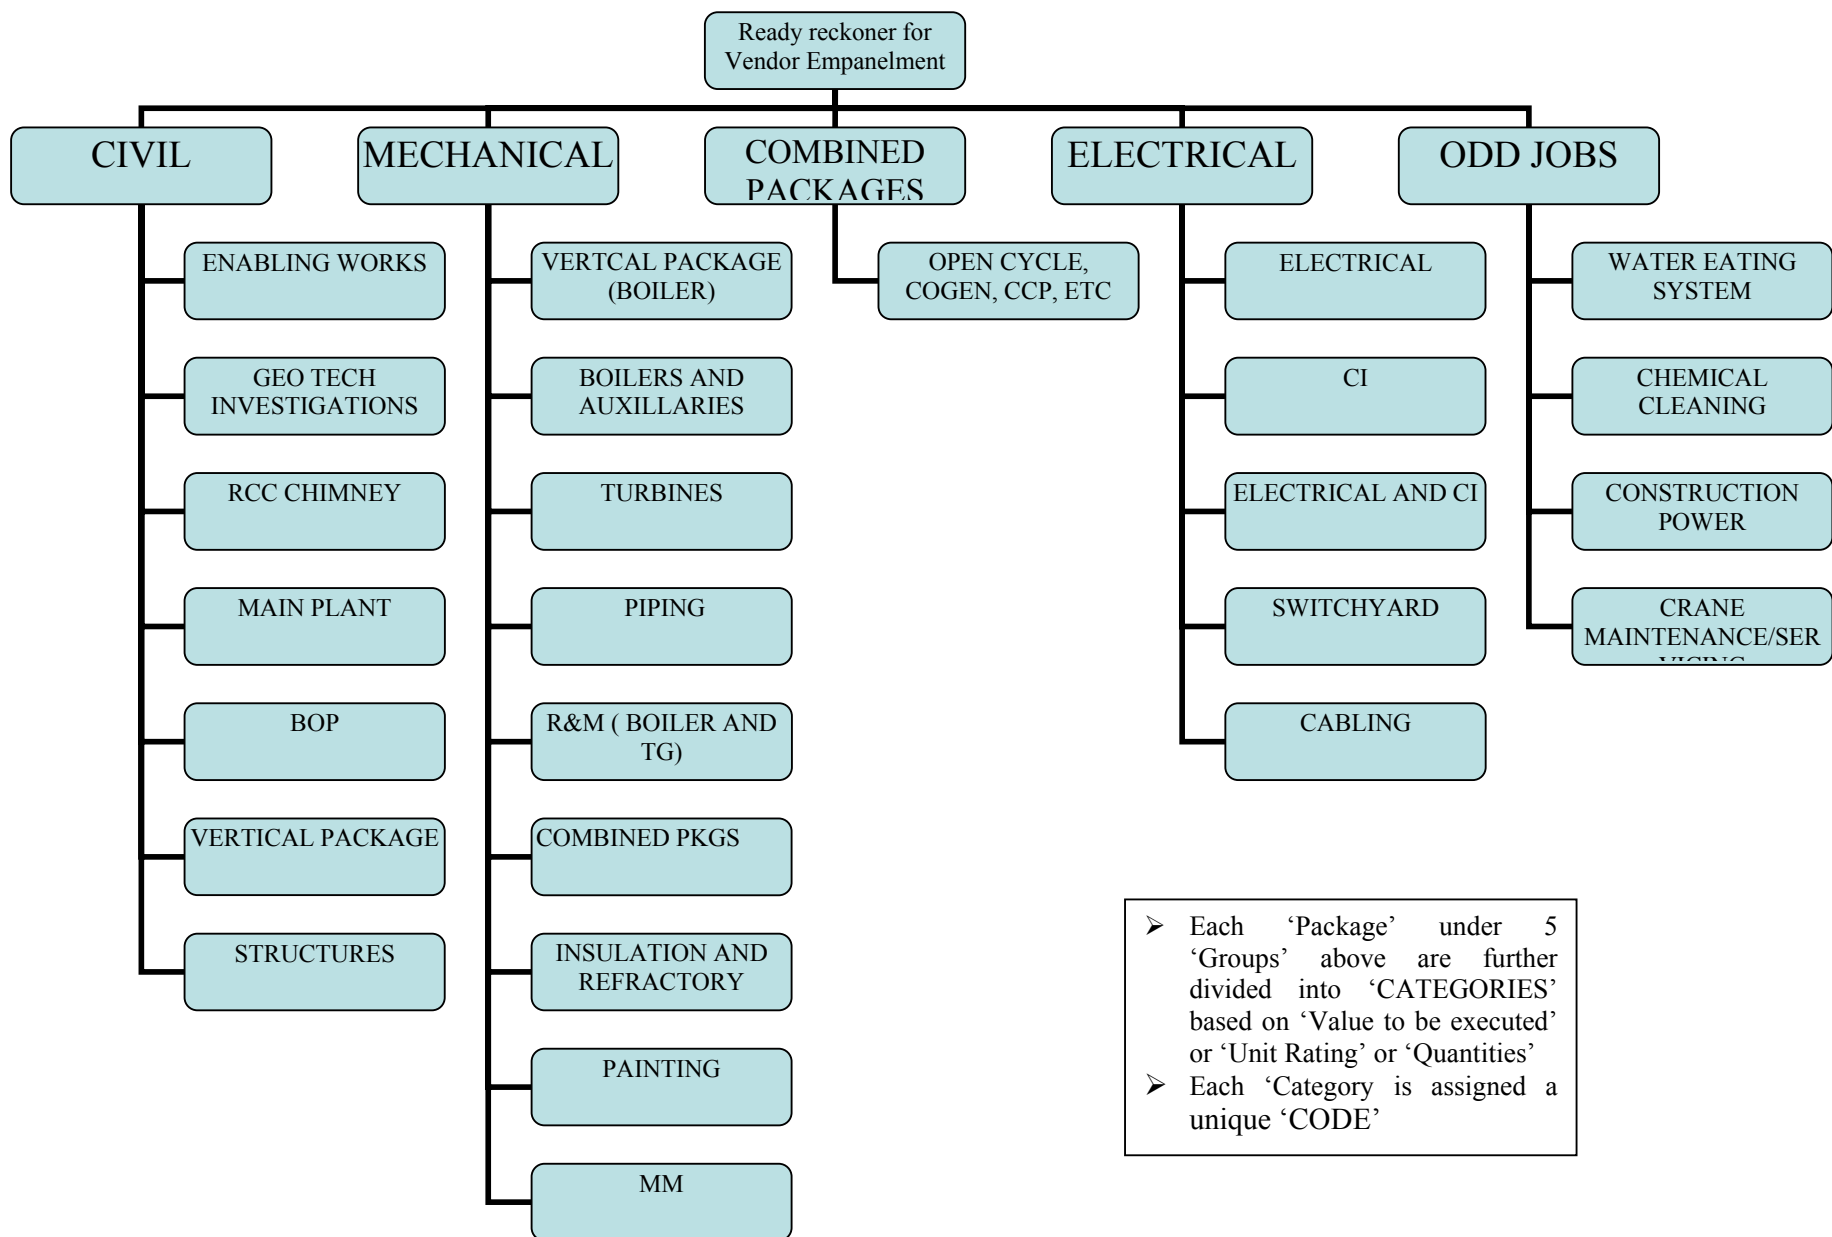 Ready reckoner for
Vendor Empanelment
CIVIL
MECHANICAL
COMBINED
PACKAGES
ELECTRICAL
ODD JOBS
ENABLING WORKS
GEO TECH
INVESTIGATIONS
RCC CHIMNEY
MAIN PLANT
BOP
VERTICAL PACKAGE
STRUCTURES
VERTCAL PACKAGE
(BOILER)
BOILERS AND
AUXILLARIES
TURBINES
PIPING
R&M ( BOILER AND
TG)
COMBINED PKGS
INSULATION AND
REFRACTORY
PAINTING
MM
OPEN CYCLE,
COGEN, CCP, ETC
ELECTRICAL
CI
ELECTRICAL AND CI
SWITCHYARD
CABLING
WATER EATING
SYSTEM
CHEMICAL
CLEANING
CONSTRUCTION
POWER
CRANE
MAINTENANCE/SER
VICING
➢ Each ‘Package’ under 5
‘Groups’ above are further
divided into ‘CATEGORIES’
based on ‘Value to be executed’
or ‘Unit Rating’ or ‘Quantities’
➢ Each ‘Category is assigned a
unique ‘CODE’